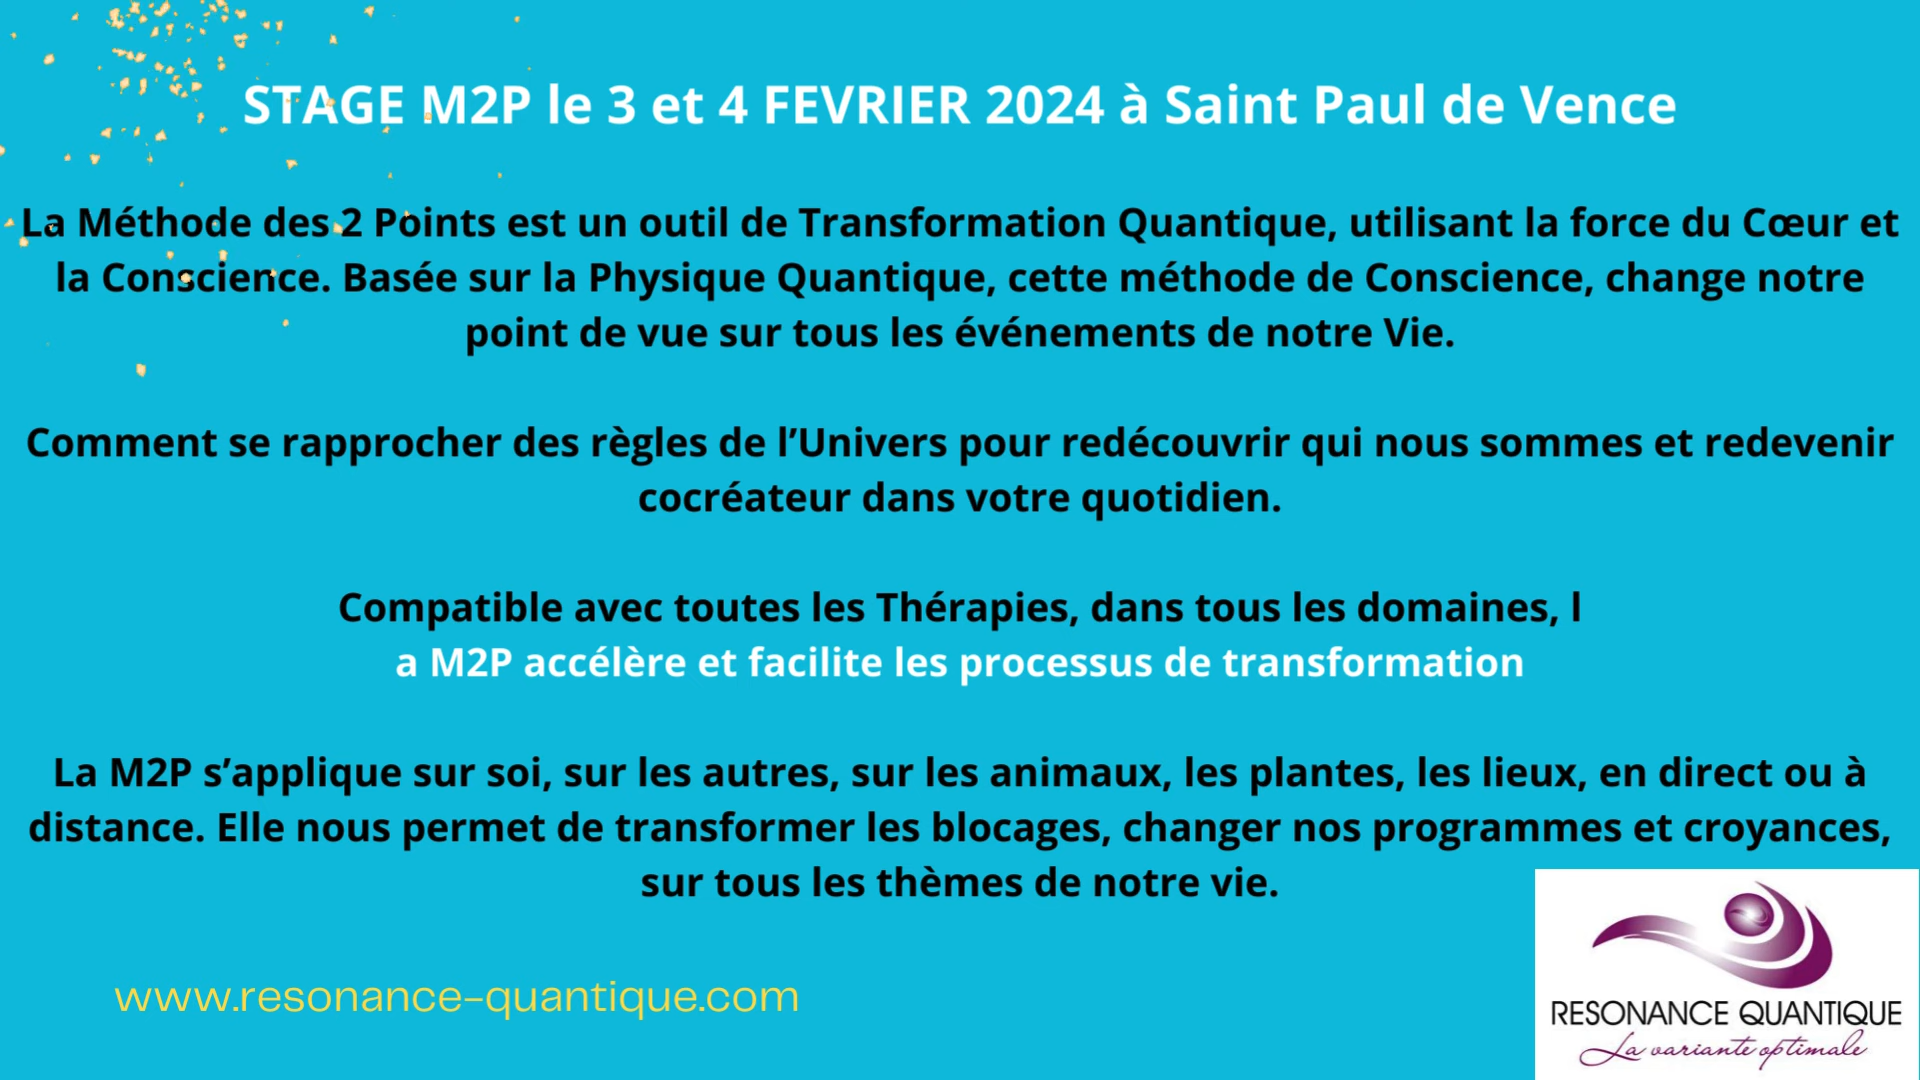 STAGE M2P le 3 et 4 FEVRIER 2024 à Saint Paul de Vence
La Méthode des 2 Points est un outil de Transformation Quantique, utilisant la force du Cœur et
la Conscience. Basée sur la Physique Quantique, cette méthode de Conscience, change notre
point de vue sur tous les événements de notre Vie.
Comment se rapprocher des règles de l’Univers pour redécouvrir qui nous sommes et redevenir
cocréateur dans votre quotidien.
Compatible avec toutes les Thérapies, dans tous les domaines, l
a M2P accélère et facilite les processus de transformation
La M2P s’applique sur soi, sur les autres, sur les animaux, les plantes, les lieux, en direct ou à
distance. Elle nous permet de transformer les blocages, changer nos programmes et croyances,
sur tous les thèmes de notre vie.
www.resonance-quantique.com
RESONANCE QUANTIQUE
La variante optimale